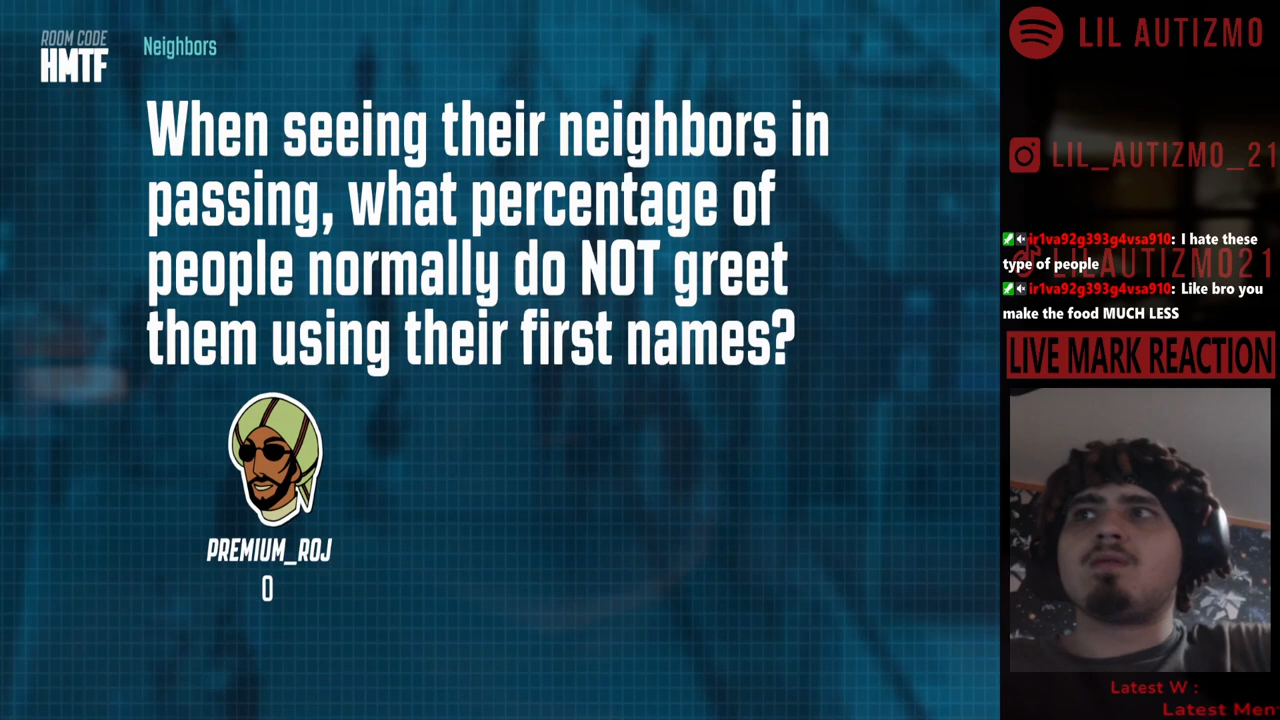 ROOM CODE
HMTF
Neighbors
When seeing their neighbors in
passing, what percentage of
people normally do NOT greet
them using their first names?
PREMIUM_ROJ
0
LIL AUTIZMO
LIL_AUTIZMO_21
ir1va92g393g4vsa910: I hate these
type of people
LILAUTIZMO21
ir1va92g393g4vsa910: Like bro you
make the food MUCH LESS
LIVE MARK REACTION
Latest W :
Latest Men